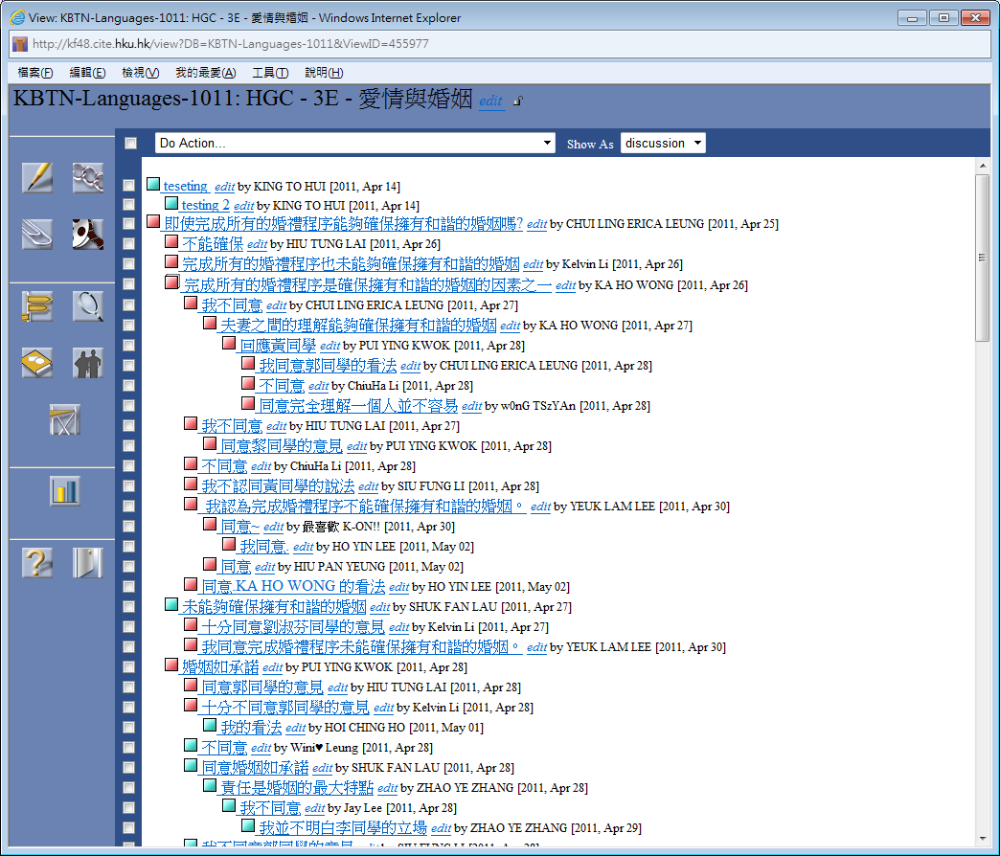 View: KBTN-Languages-1011: HGC - 3E - 愛情與婚姻 - Windows Internet Explorer
http://kf48.cite.hku.hk/view?DB=KBTN-Languages-1011&ViewID=455977
檔案(F) 編輯(E) 檢視(V) 我的最愛(A) 工具(T) 說明(H)
KBTN-Languages-1011: HGC - 3E - 愛情與婚姻 edit
Do Action... Show As discussion
teseting edit by KING TO HUI [2011, Apr 14]
testing 2 edit by KING TO HUI [2011, Apr 14]
即使完成所有的婚禮程序能夠確保擁有和諧的婚姻嗎? edit by CHUI LING ERICA LEUNG [2011, Apr 25]
不能確保 edit by HIU TUNG LAI [2011, Apr 26]
完成所有的婚禮程序也未能夠確保擁有和諧的婚姻 edit by Kelvin Li [2011, Apr 26]
完成所有的婚禮程序是確保擁有和諧的婚姻的因素之一 edit by KA HO WONG [2011, Apr 26]
我不同意 edit by CHUI LING ERICA LEUNG [2011, Apr 27]
夫妻之間的理解能夠確保擁有和諧的婚姻 edit by KA HO WONG [2011, Apr 27]
回應黃同學 edit by PUI YING KWOK [2011, Apr 28]
我同意郭同學的看法 edit by CHUI LING ERICA LEUNG [2011, Apr 28]
不同意 edit by ChiuHa Li [2011, Apr 28]
同意完全理解一個人並不容易 edit by w0nG TSzYAn [2011, Apr 28]
我不同意 edit by HIU TUNG LAI [2011, Apr 27]
同意黎同學的意見 edit by PUI YING KWOK [2011, Apr 28]
不同意 edit by ChiuHa Li [2011, Apr 28]
我不認同黃同學的說法 edit by SIU FUNG LI [2011, Apr 28]
我認為完成婚禮程序不能確保擁有和諧的婚姻。 edit by YEUK LAM LEE [2011, Apr 30]
同意~ edit by 最喜歡 K-ON!! [2011, Apr 30]
我同意. edit by HO YIN LEE [2011, May 02]
同意 edit by HIU PAN YEUNG [2011, May 02]
同意.KA HO WONG 的看法 edit by HO YIN LEE [2011, May 02]
未能夠確保擁有和諧的婚姻 edit by SHUK FAN LAU [2011, Apr 27]
十分同意劉淑芬同學的意見 edit by Kelvin Li [2011, Apr 27]
我同意完成婚禮程序未能確保擁有和諧的婚姻。 edit by YEUK LAM LEE [2011, Apr 30]
婚姻如承諾 edit by PUI YING KWOK [2011, Apr 28]
同意郭同學的意見 edit by HIU TUNG LAI [2011, Apr 28]
十分不同意郭同學的意見 edit by Kelvin Li [2011, Apr 28]
我的看法 edit by HOI CHING HO [2011, May 01]
不同意 edit by Wini♥ Leung [2011, Apr 28]
同意婚姻如承諾 edit by SHUK FAN LAU [2011, Apr 28]
責任是婚姻的最大特點 edit by ZHAO YE ZHANG [2011, Apr 28]
我不同意 edit by Jay Lee [2011, Apr 28]
我並不明白李同學的立場 edit by ZHAO YE ZHANG [2011, Apr 29]
我不同意郭同學的意見 edit by SIU FUNG LI [2011, Apr 28]